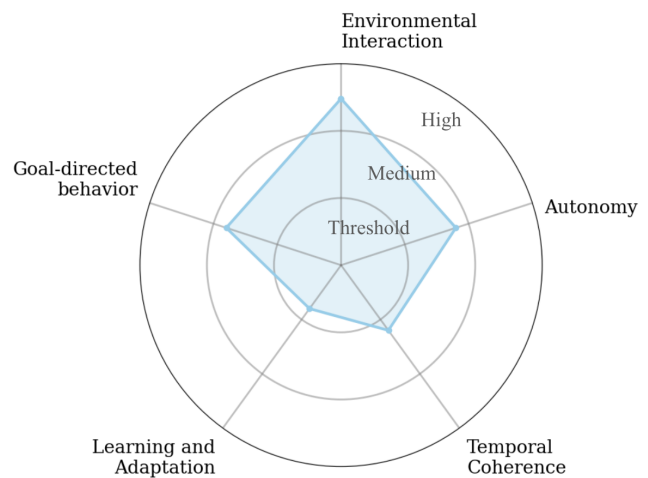 Environmental
Interaction
High
Medium
Goal-directed
behavior
Autonomy
Threshold
Learning and
Adaptation
Temporal
Coherence